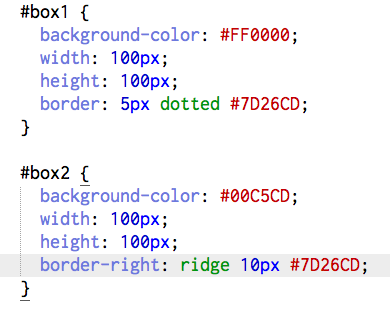 #box1 {
background-color: #FF0000;
width: 100px;
height: 100px;
border: 5px dotted #7D26CD;
}
#box2 {
background-color: #00C5CD;
width: 100px;
height: 100px;
border-right: ridge 10px #7D26CD;
}